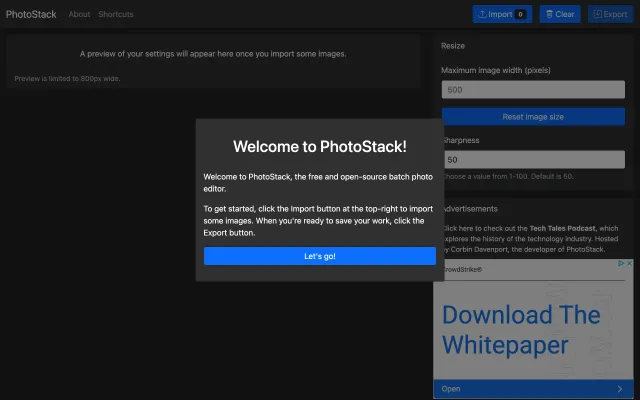 PhotoStack About Shortcuts Import 0 Clear Export
A preview of your settings will appear here once you import some images.
Preview is limited to 800px wide.
Resize
Maximum image width (pixels)
500
Reset image size
Sharpness
50
Choose a value from 1-100. Default is 50.
Welcome to PhotoStack!
Welcome to PhotoStack, the free and open-source batch photo
editor.
To get started, click the Import button at the top-right to import
some images. When you're ready to save your work, click the
Export button.
Let's go!
Advertisements
Click here to check out the Tech Tales Podcast, which
explores the history of the technology industry. Hosted
by Corbin Davenport, the developer of PhotoStack.
CrowdStrike®
Download The
Whitepaper
Open